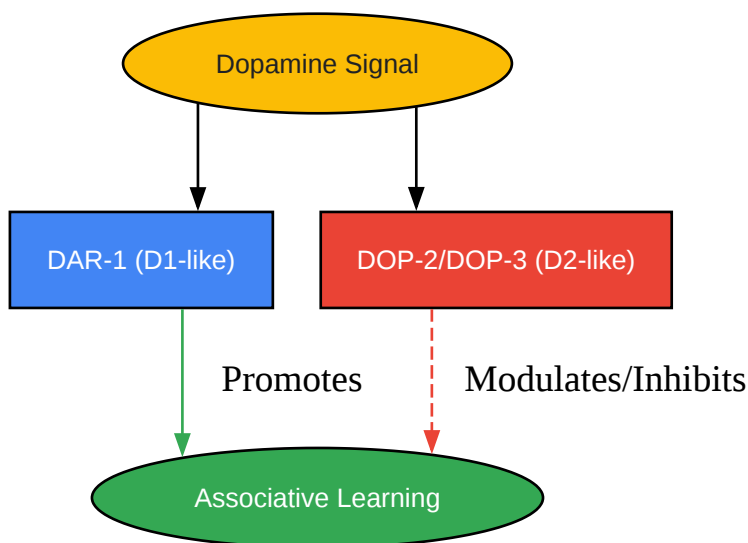 Dopamine Signal
DAR-1 (D1-like)
DOP-2/DOP-3 (D2-like)
Promotes
Modulates/Inhibits
Associative Learning